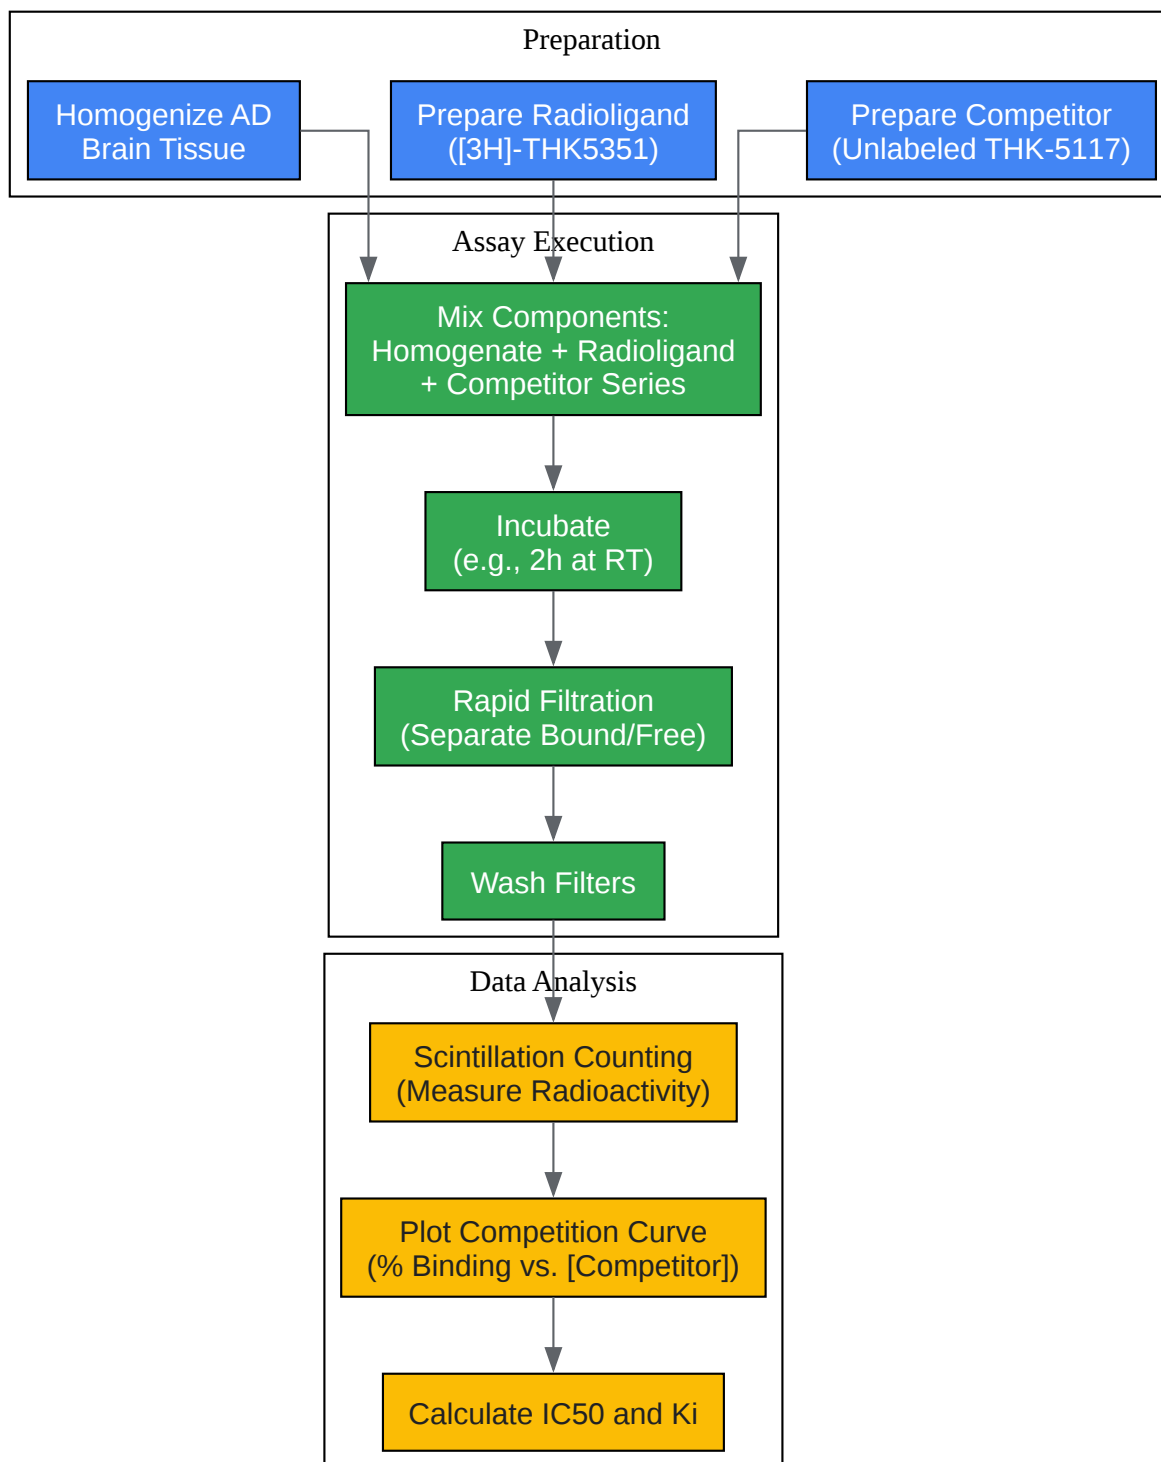 Preparation
Homogenize AD
Brain Tissue
Prepare Radioligand
([3H]-THK5351)
Prepare Competitor
(Unlabeled THK-5117)
Assay Execution
Mix Components:
Homogenate + Radioligand
+ Competitor Series
Incubate
(e.g., 2h at RT)
Rapid Filtration
(Separate Bound/Free)
Wash Filters
Data Analysis
Scintillation Counting
(Measure Radioactivity)
Plot Competition Curve
(% Binding vs. [Competitor])
Calculate IC50 and Ki